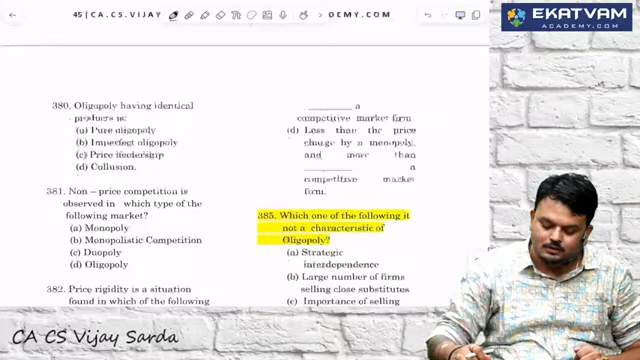 45|CA.CS.VIJAY
DEMY.COM
EKATVAM
ACADEMY.COM
380. Oligopoly having identical
products is:
(a) Pure oligopoly
(b) Imperfect oligopoly
(c) Price leadership
(d) Collusion.
381. Non – price competition is
observed in which type of
the following market?
(a) Monopoly
(b) Monopolistic Competition
(c) Duopoly
(d) Oligopoly
382. Price rigidity is a situation
found in which of the following
________ a
competitive market firm
(d) Less than the price
charge by a monopoly,
and more than
________ a
competitive market
firm.
385. Which one of the following it
not a characteristic of
Oligopoly?
(a) Strategic
interdependence
(b) Large number of firms
selling close substitutes
(c) Importance of selling
CA CS Vijay Sarda